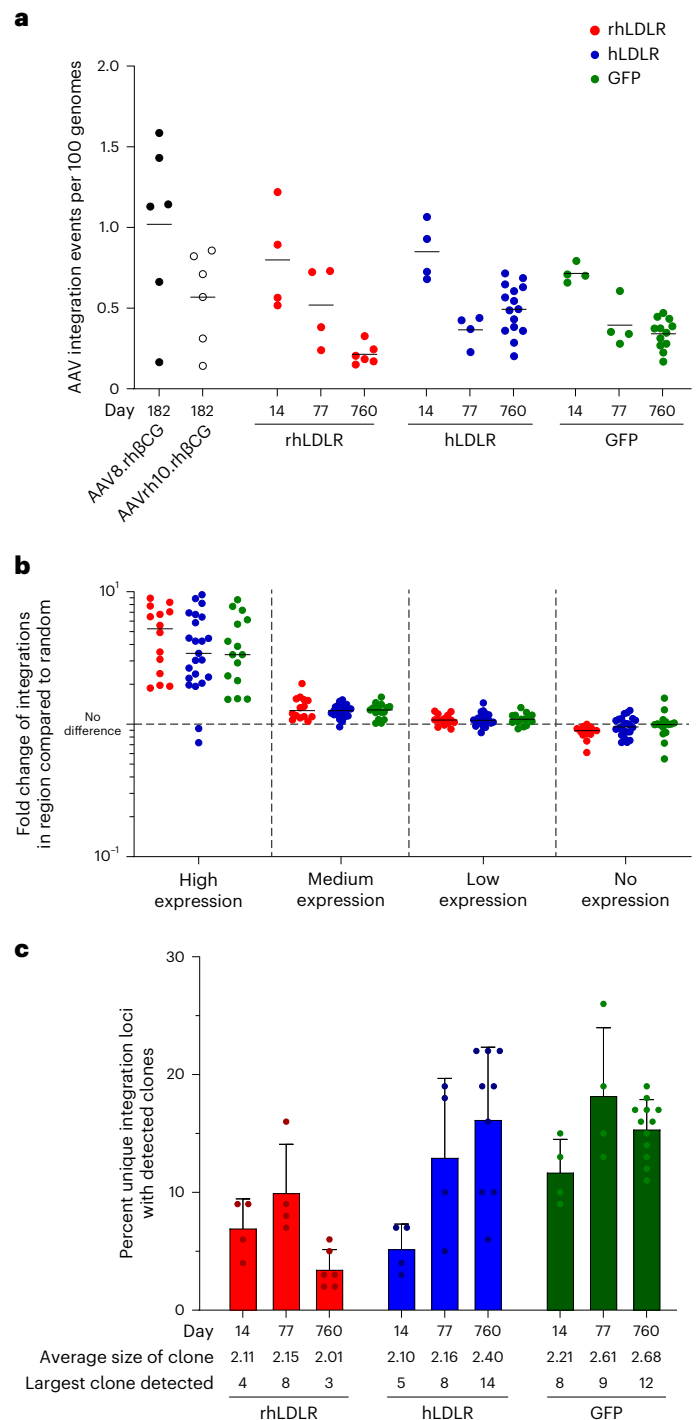 a
rhLDLR
hLDLR
GFP
AAV integration events per 100 genomes
2.0
1.5
1.0
0.5
0
Day 182 182 14 77 760 14 77 760 14 77 760
AAV8.rhβCG
AAVrh10.rhβCG
rhLDLR hLDLR GFP
b
Fold change of integrations
in region compared to random
10¹
No
difference
10⁻¹
High
expression
Medium
expression
Low
expression
No
expression
c
Percent unique integration loci
with detected clones
30
20
10
0
Day 14 77 760 14 77 760 14 77 760
Average size of clone 2.11 2.15 2.01 2.10 2.16 2.40 2.21 2.61 2.68
Largest clone detected 4 8 3 5 8 14 8 9 12
rhLDLR hLDLR GFP